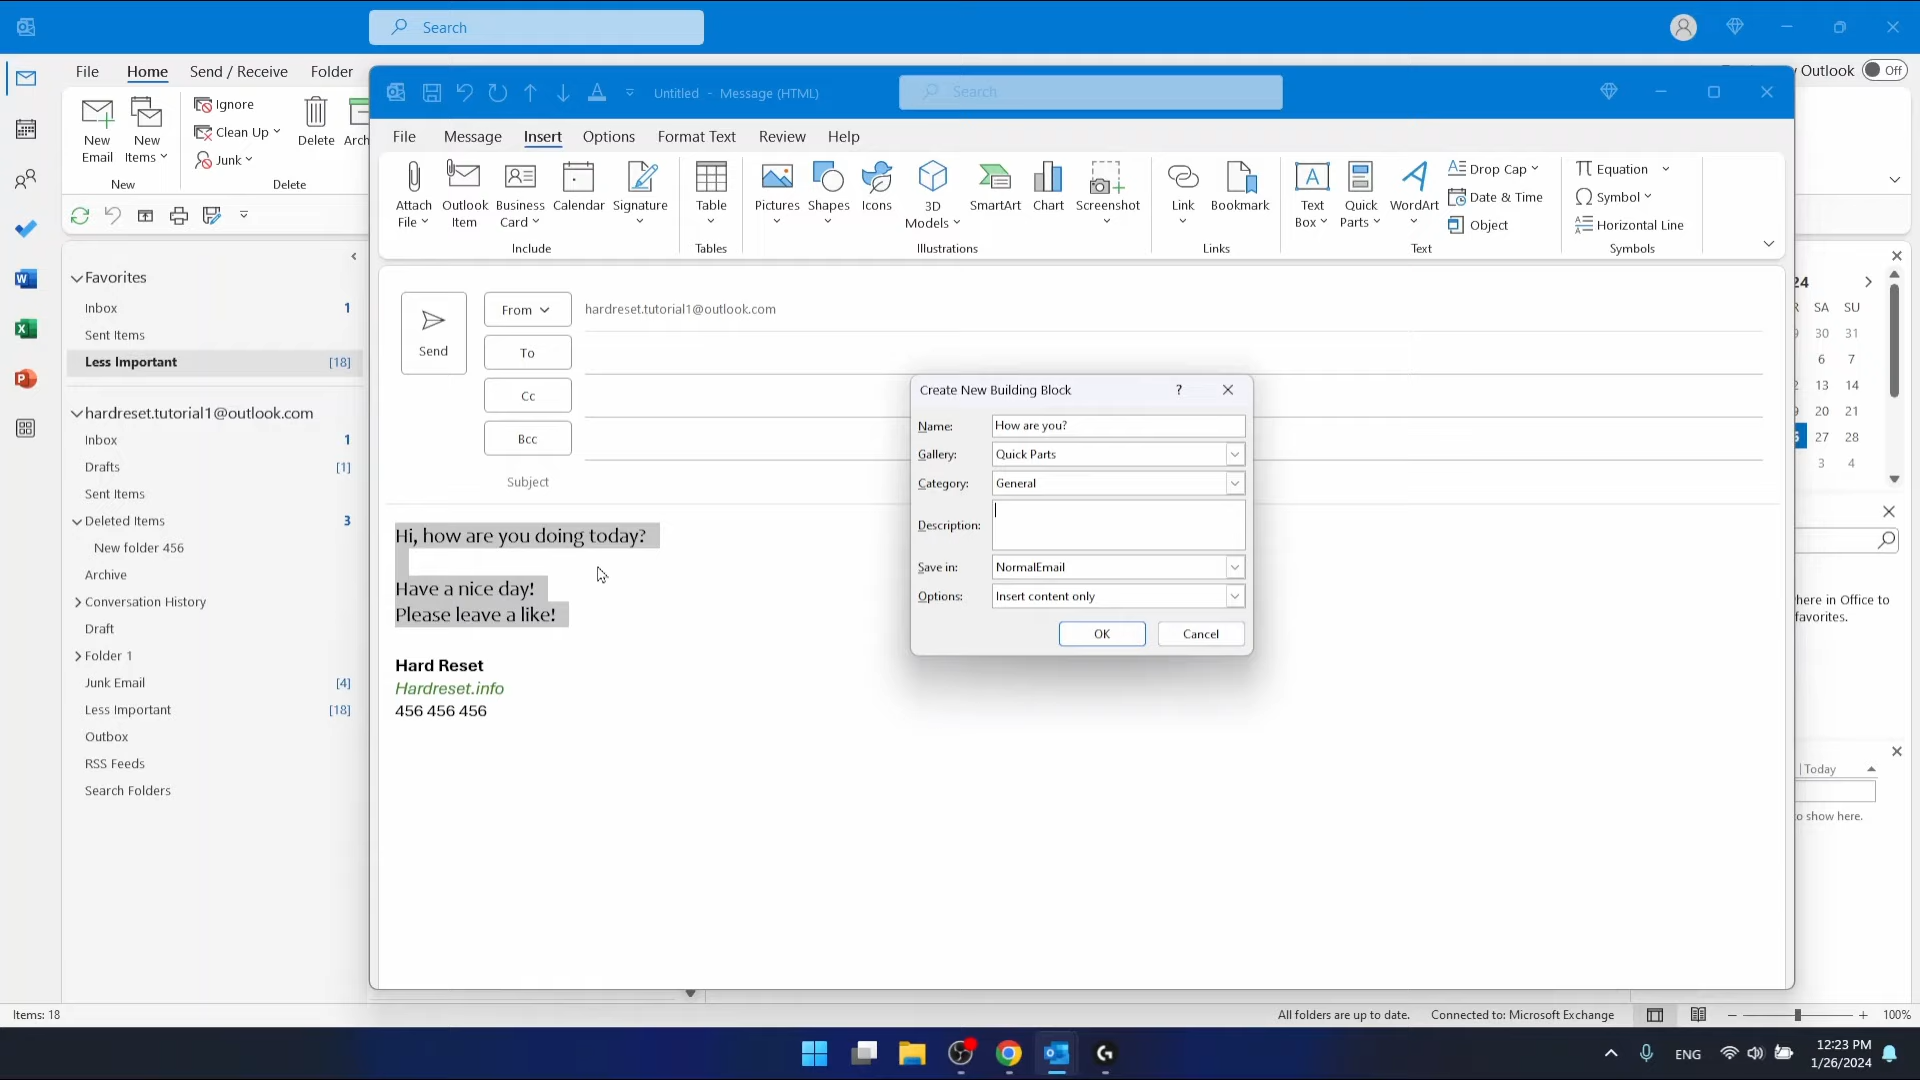 Search
File Home Send / Receive Folder
Outlook Off
New Email
New Items
Ignore
Clean Up
Junk
Delete
New
Delete
Untitled - Message (HTML)
Search
File Message Insert Options Format Text Review Help
Attach File
Outlook Item
Business Card
Calendar
Signature
Table
Pictures
Shapes
Icons
3D Models
SmartArt
Chart
Screenshot
Link
Bookmark
Text Box
Quick Parts
WordArt
Drop Cap
Date & Time
Object
Equation
Symbol
Horizontal Line
Include
Tables
Illustrations
Links
Text
Symbols
Favorites
Inbox 1
Sent Items
Less Important [18]
hardreset.tutorial1@outlook.com
Inbox 1
Drafts [1]
Sent Items
Deleted Items 3
New folder 456
Archive
Conversation History
Draft
Folder 1
Junk Email [4]
Less Important [18]
Outbox
RSS Feeds
Search Folders
Send
From hardreset.tutorial1@outlook.com
To
Cc
Bcc
Subject
Hi, how are you doing today?
Have a nice day!
Please leave a like!
Hard Reset
Hardreset.info
456 456 456
Create New Building Block ?
Name: How are you?
Gallery: Quick Parts
Category: General
Description:
Save in: NormalEmail
Options: Insert content only
OK Cancel
24
SA SU
30 31
6 7
13 14
20 21
27 28
3 4
here in Office to
favorites.
Today
to show here.
Items: 18
All folders are up to date. Connected to: Microsoft Exchange 100%
ENG
12:23 PM
1/26/2024